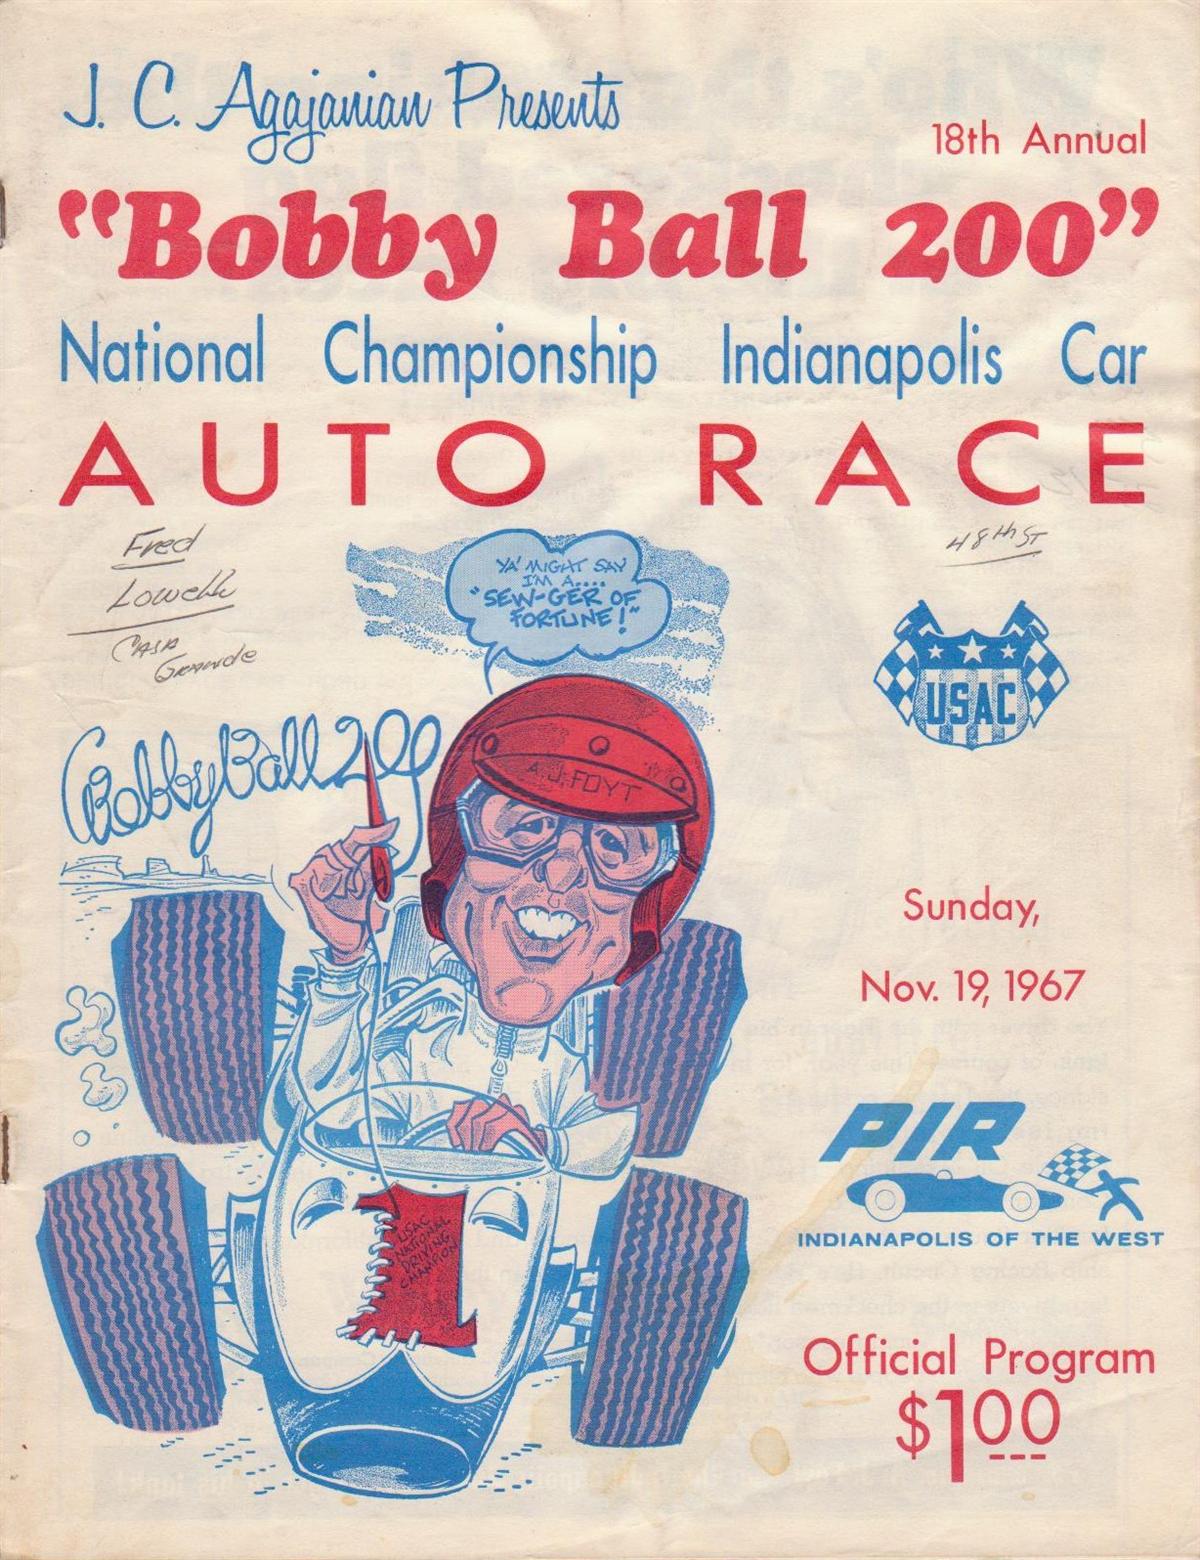 J. C. Agajanian Presents
18th Annual
"Bobby Ball 200"
National Championship Indianapolis Car
AUTO RACE
Fred
Lowell
CASA
GRANDE
48th ST
YA' MIGHT SAY
I'M A....
"SEW-GER OF
FORTUNE!"
USAC
Bobby Ball 200
A.J. FOYT
Sunday,
Nov. 19, 1967
PIR
INDIANAPOLIS OF THE WEST
1
USAC
NATIONAL
DRIVING
CHAMPION
Official Program
$1.00